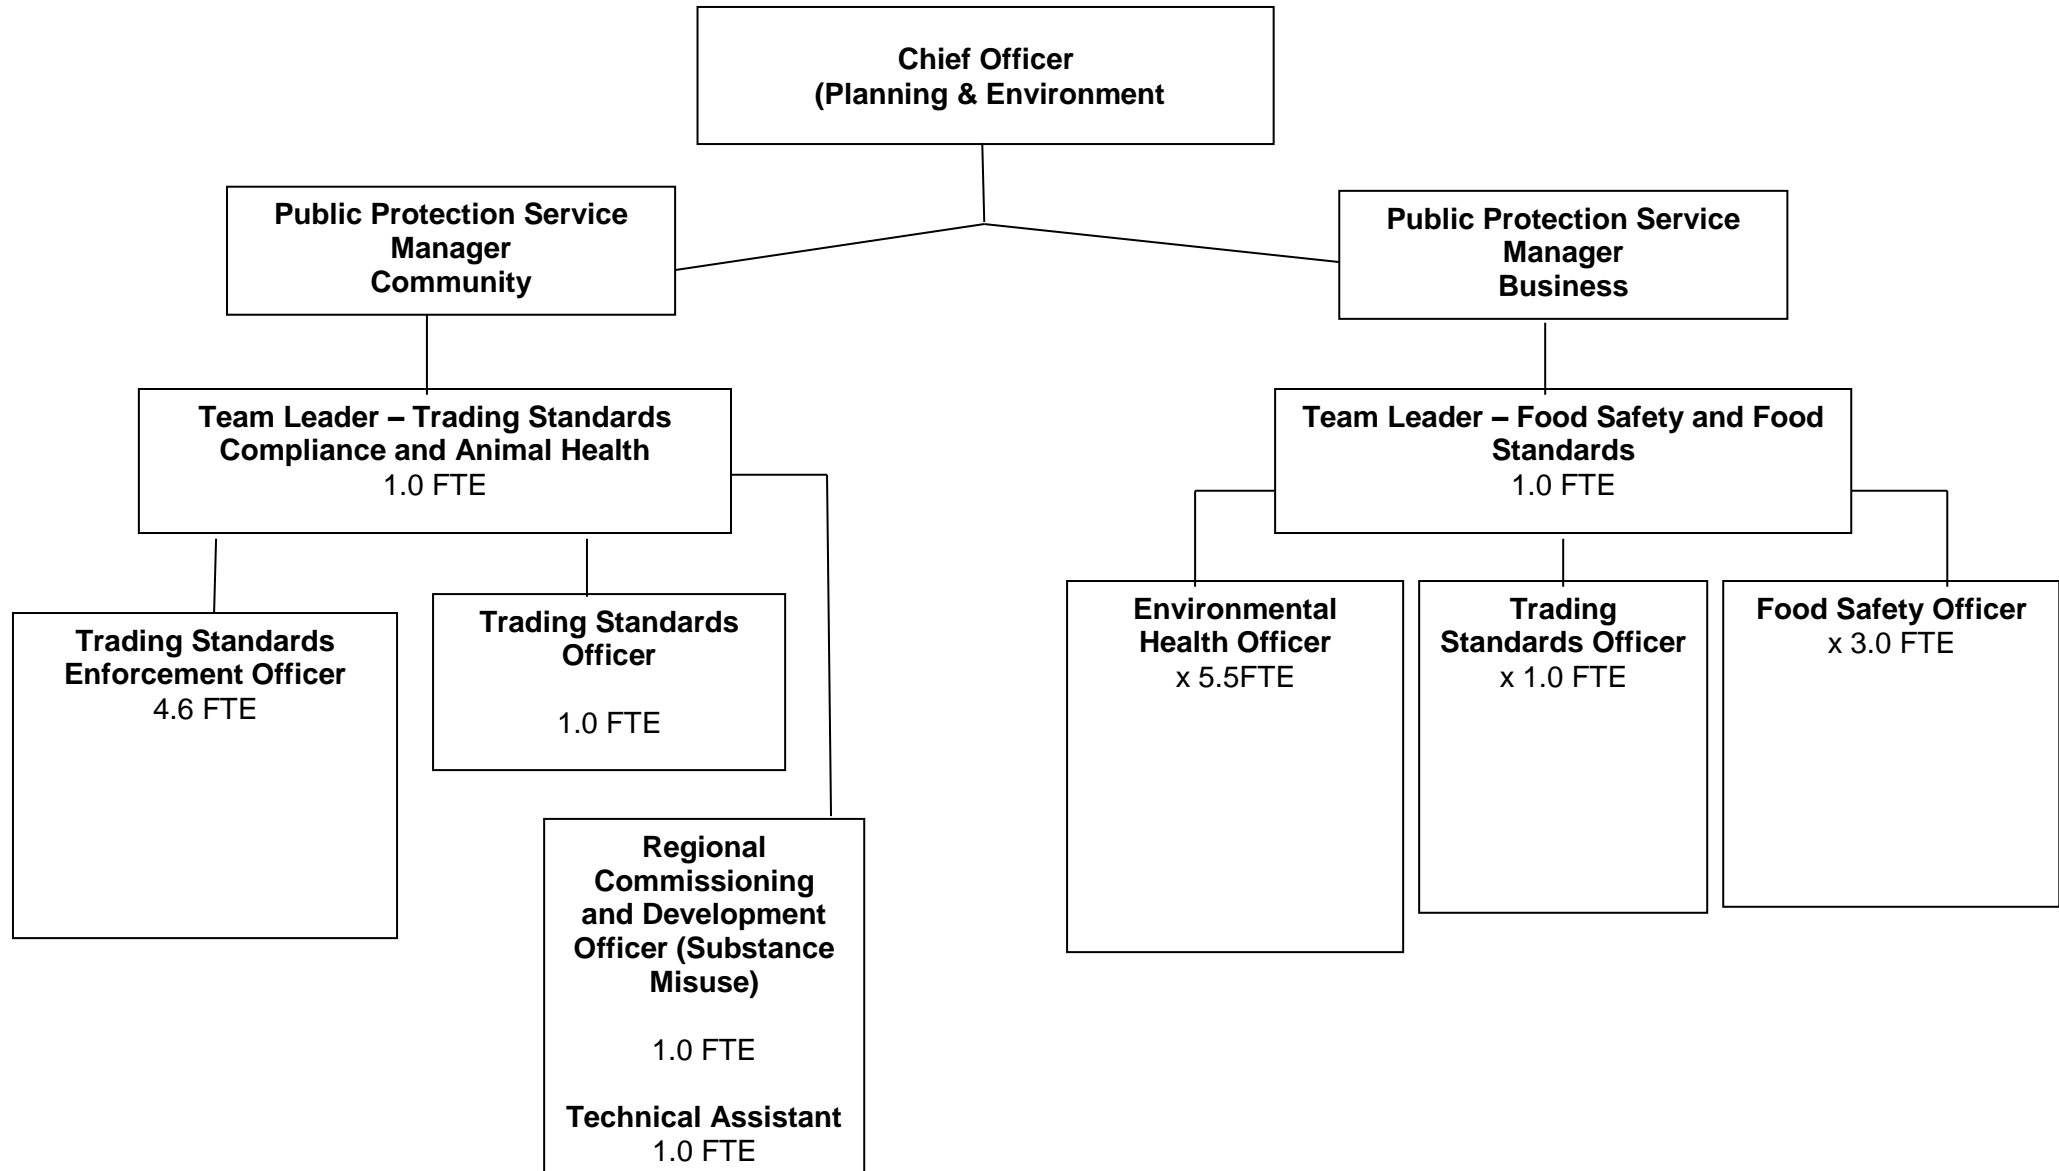 Chief Officer
(Planning & Environment
Public Protection Service
Manager
Community
Public Protection Service
Manager
Business
Team Leader – Trading Standards
Compliance and Animal Health
1.0 FTE
Team Leader – Food Safety and Food
Standards
1.0 FTE
Trading Standards
Enforcement Officer
4.6 FTE
Trading Standards
Officer
1.0 FTE
Regional
Commissioning
and Development
Officer (Substance
Misuse)
1.0 FTE
Technical Assistant
1.0 FTE
Environmental
Health Officer
x 5.5FTE
Trading
Standards Officer
x 1.0 FTE
Food Safety Officer
x 3.0 FTE